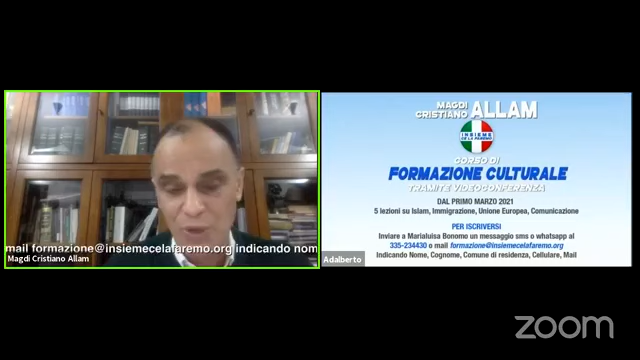 mail formazione@insiemecelafaremo.org indicando nom
Magdi Cristiano Allam
MAGDI
CRISTIANO ALLAM
INSIEME
CE LA FAREMO
CORSO DI
FORMAZIONE CULTURALE
TRAMITE VIDEOCONFERENZA
DAL PRIMO MARZO 2021
5 lezioni su Islam, Immigrazione, Unione Europea, Comunicazione
PER ISCRIVERSI
Inviare a Marialuisa Bonomo un messaggio sms o whatsapp al
335-234430 o mail formazione@insiemecelafaremo.org
Indicando Nome, Cognome, Comune di residenza, Cellulare, Mail
Adalberto
zoom